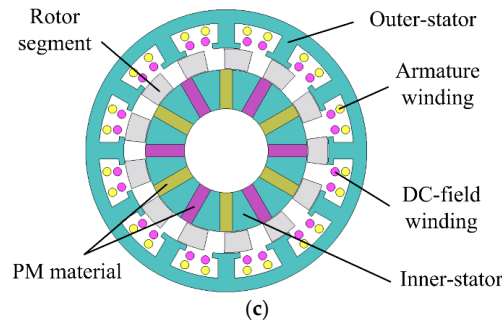 Rotor
segment
Outer-stator
Armature
winding
DC-field
winding
PM material
Inner-stator
(c)